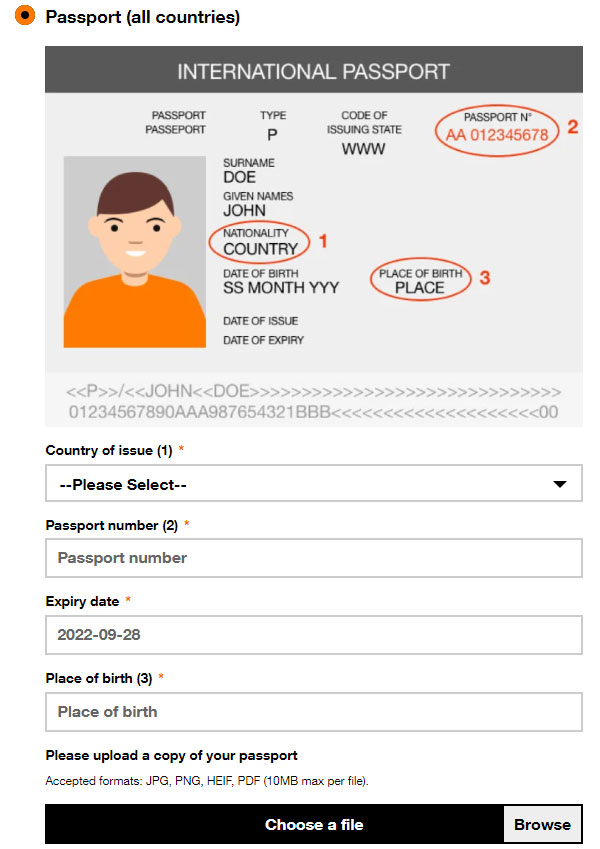 Passport (all countries)
INTERNATIONAL PASSPORT
PASSPORT
PASSEPORT
TYPE
P
CODE OF
ISSUING STATE
WWW
PASSPORT N°
AA 012345678
2
SURNAME
DOE
GIVEN NAMES
JOHN
NATIONALITY
COUNTRY
1
DATE OF BIRTH
SS MONTH YYY
PLACE OF BIRTH
PLACE
3
DATE OF ISSUE
DATE OF EXPIRY
<<P>>/<<JOHN<<DOE>>>>>>>>>>>>>>>>>>>>>>>>>>>>>>
01234567890AAA987654321BBB<<<<<<<<<<<<<<<<<<<<00
Country of issue (1) *
--Please Select--
Passport number (2) *
Passport number
Expiry date *
2022-09-28
Place of birth (3) *
Place of birth
Please upload a copy of your passport
Accepted formats: JPG, PNG, HEIF, PDF (10MB max per file).
Choose a file
Browse